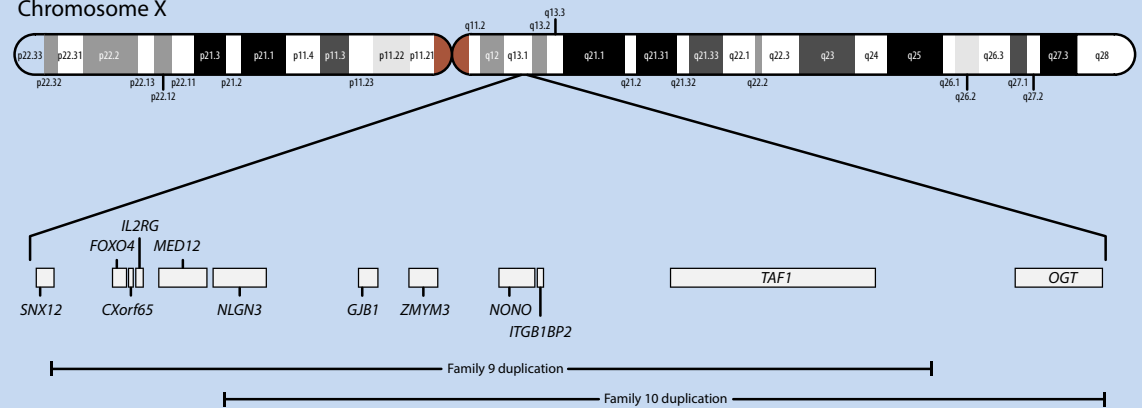 Chromosome X
q13.3
q11.2 q13.2
p22.33 p22.31 p22.2 p21.3 p21.1 p11.4 p11.3 p11.22 p11.21 q12 q13.1 q21.1 q21.31 q21.33 q22.1 q22.3 q23 q24 q25 q26.3 q27.3 q28
p22.32 p22.13 p22.11 p21.2 p11.23 q21.2 q21.32 q22.2 q26.1 q27.1
p22.12 q26.2 q27.2
IL2RG
FOXO4 MED12
TAF1 OGT
SNX12 CXorf65 NLGN3 GJB1 ZMYM3 NONO
ITGB1BP2
Family 9 duplication
Family 10 duplication